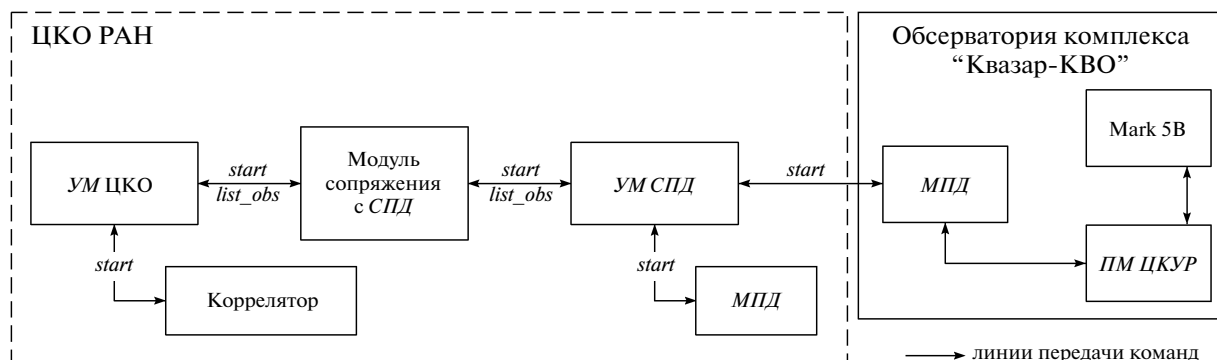 ЦКО РАН
Обсерватория комплекса
“Квазар-КВО”
Mark 5B
УМ ЦКО
start
list_obs
Модуль
сопряжения
с СПД
start
list_obs
УМ СПД
start
МПД
start
Коррелятор
start
МПД
ПМ ЦКУР
линии передачи команд